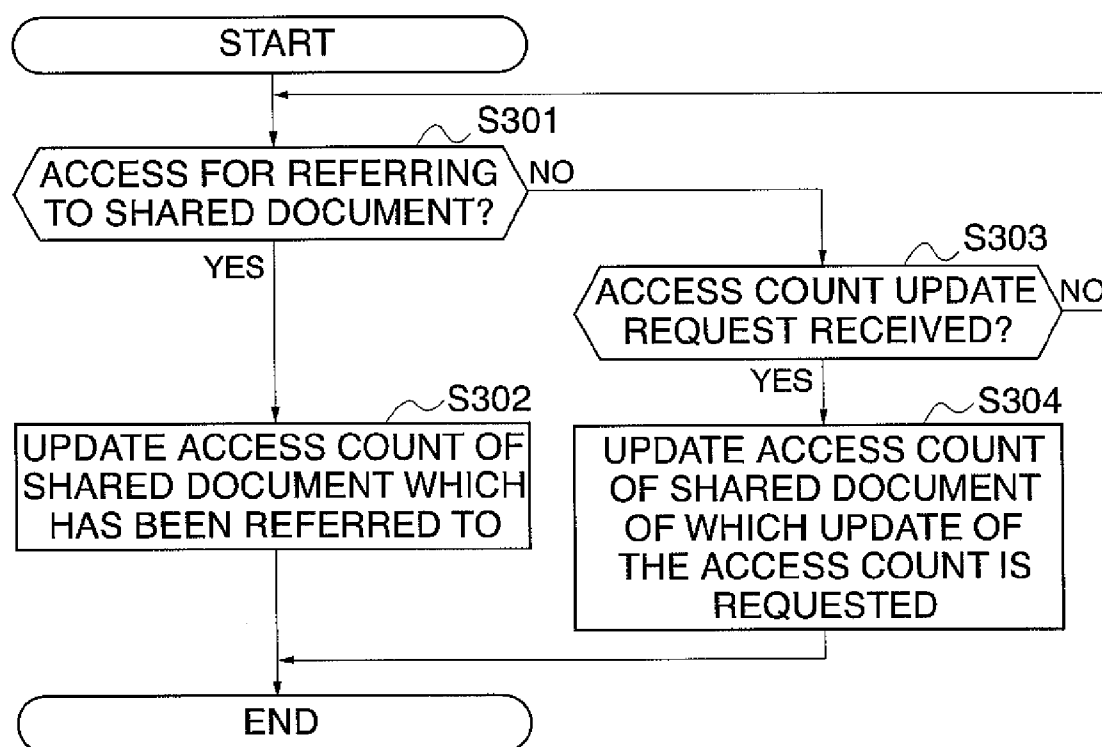 START
S301
ACCESS FOR REFERRING
TO SHARED DOCUMENT?
NO
YES
S303
ACCESS COUNT UPDATE
REQUEST RECEIVED?
NO
YES
S302
UPDATE ACCESS COUNT OF
SHARED DOCUMENT WHICH
HAS BEEN REFERRED TO
S304
UPDATE ACCESS COUNT
OF SHARED DOCUMENT
OF WHICH UPDATE OF
THE ACCESS COUNT IS
REQUESTED
END